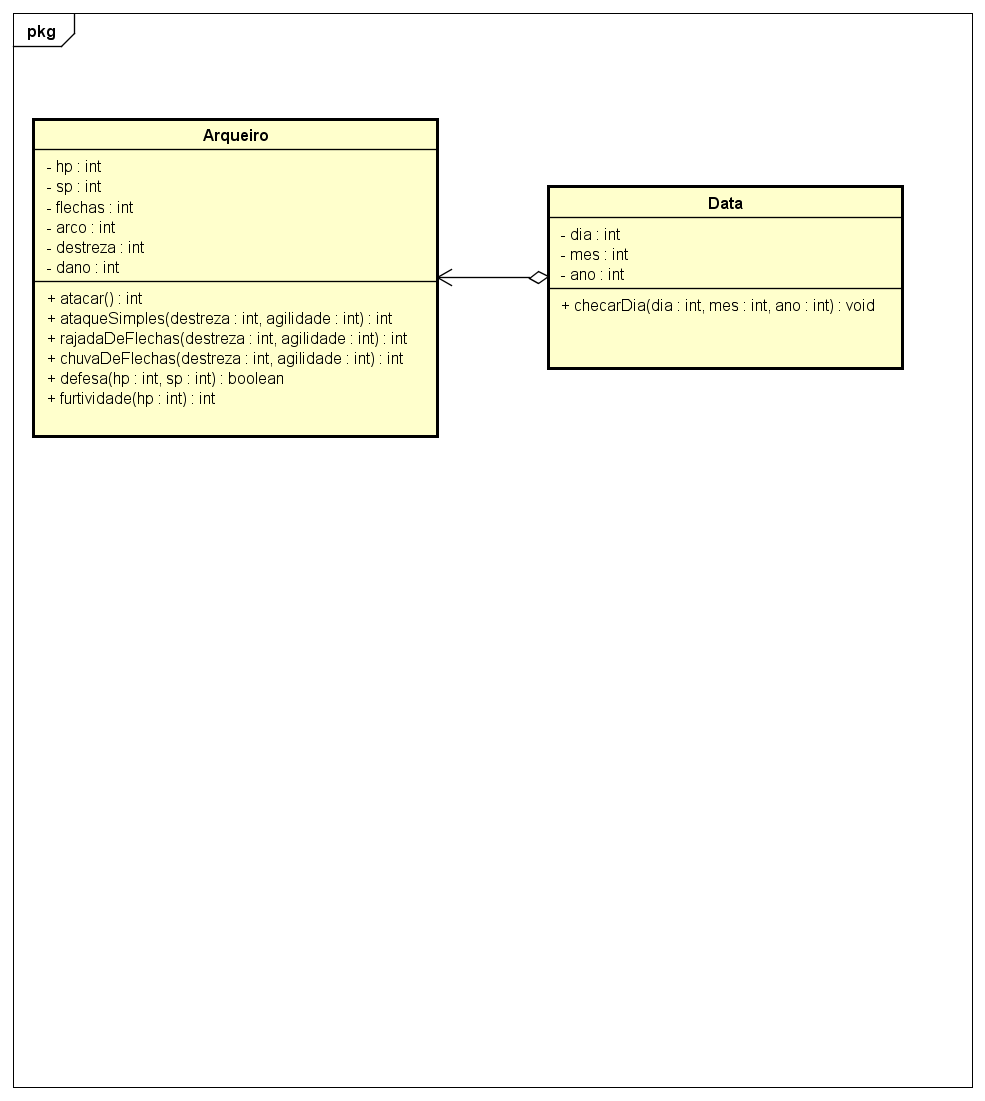 pkg
Arqueiro
- hp : int
- sp : int
- flechas : int
- arco : int
- destreza : int
- dano : int
+ atacar() : int
+ ataqueSimples(destreza : int, agilidade : int) : int
+ rajadaDeFlechas(destreza : int, agilidade : int) : int
+ chuvaDeFlechas(destreza : int, agilidade : int) : int
+ defesa(hp : int, sp : int) : boolean
+ furtividade(hp : int) : int
Data
- dia : int
- mes : int
- ano : int
+ checarDia(dia : int, mes : int, ano : int) : void